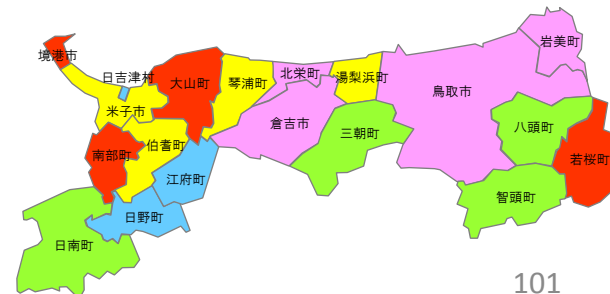 岩美町
境港市
北栄町
日吉津村
大山町
琴浦町
湯梨浜町
鳥取市
米子市
倉吉市
三朝町
八頭町
伯耆町
南部町
若桜町
江府町
智頭町
日野町
日南町
101